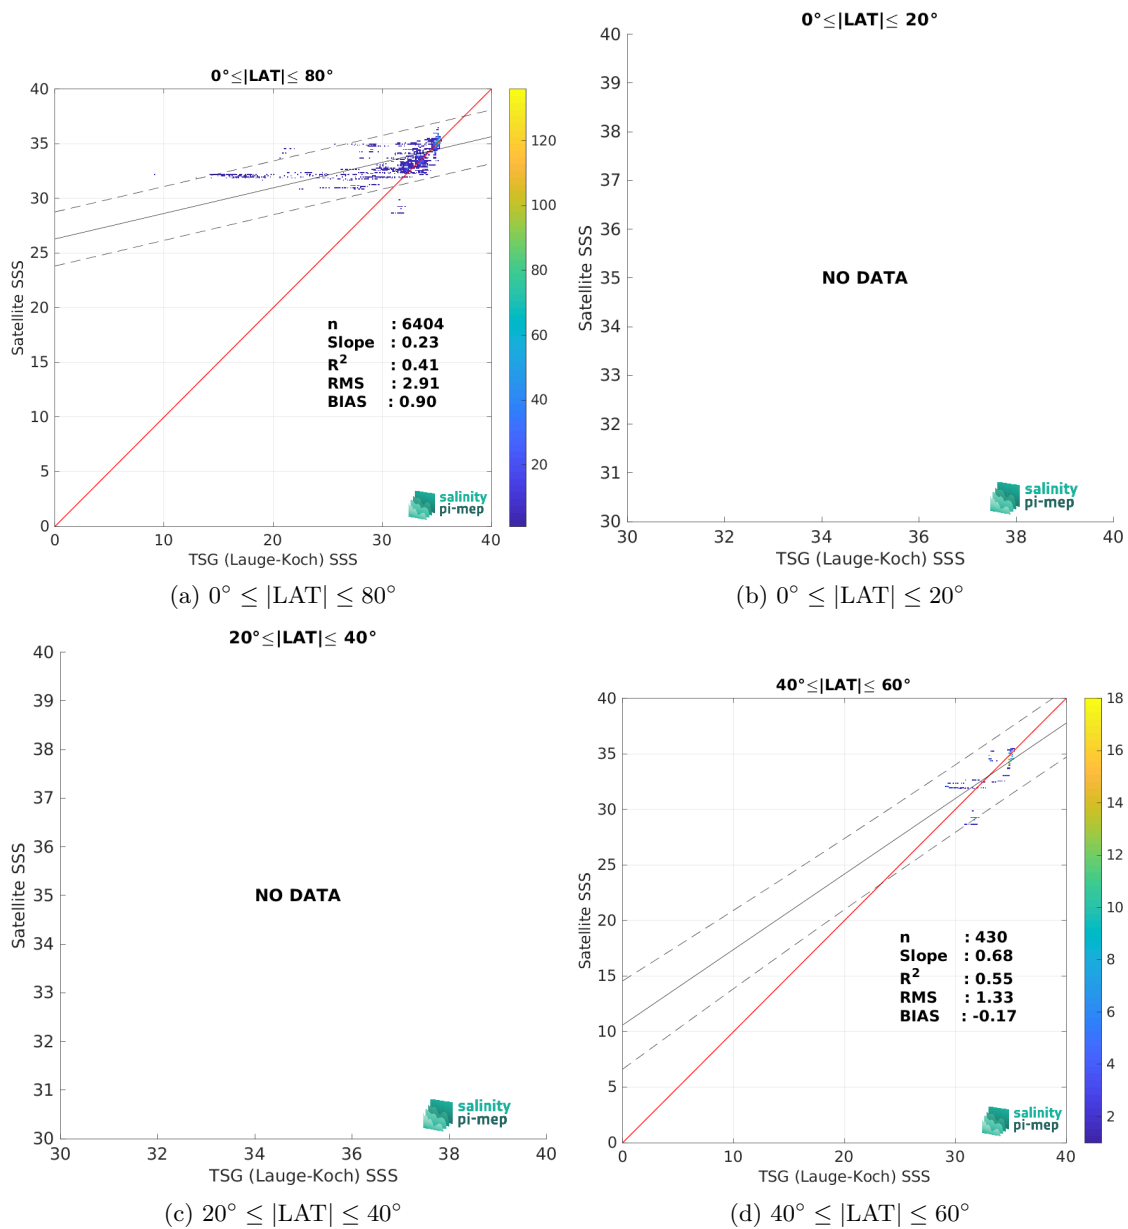 0°≤|LAT|≤ 80°
40
35
30
25
20
15
10
5
0
Satellite SSS
0
10
20
30
40
TSG (Lauge-Koch) SSS
120
100
80
60
40
20
n : 6404
Slope : 0.23
R² : 0.41
RMS : 2.91
BIAS : 0.90
salinity
pi-mep
(a) 0° ≤ |LAT| ≤ 80°
0°≤|LAT|≤ 20°
40
39
38
37
36
35
34
33
32
31
30
Satellite SSS
NO DATA
salinity
pi-mep
30
32
34
36
38
40
TSG (Lauge-Koch) SSS
(b) 0° ≤ |LAT| ≤ 20°
20°≤|LAT|≤ 40°
40
39
38
37
36
35
34
33
32
31
30
Satellite SSS
NO DATA
salinity
pi-mep
30
32
34
36
38
40
TSG (Lauge-Koch) SSS
(c) 20° ≤ |LAT| ≤ 40°
40°≤|LAT|≤ 60°
40
35
30
25
20
15
10
5
0
Satellite SSS
n : 430
Slope : 0.68
R² : 0.55
RMS : 1.33
BIAS : -0.17
salinity
pi-mep
0
10
20
30
40
TSG (Lauge-Koch) SSS
18
16
14
12
10
8
6
4
2
(d) 40° ≤ |LAT| ≤ 60°